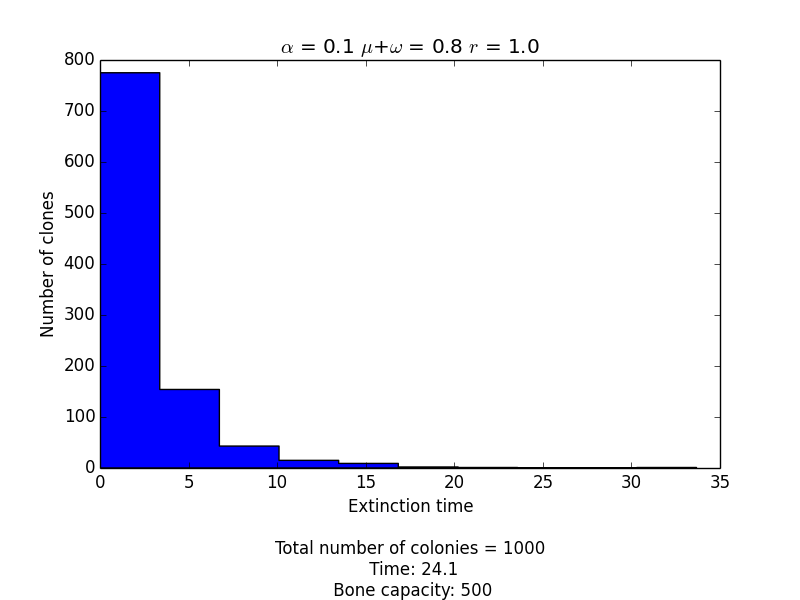 α = 0.1 μ+ω = 0.8 r = 1.0
800
700
600
500
400
300
200
100
0
Number of clones
0 5 10 15 20 25 30 35
Extinction time
Total number of colonies = 1000
Time: 24.1
Bone capacity: 500